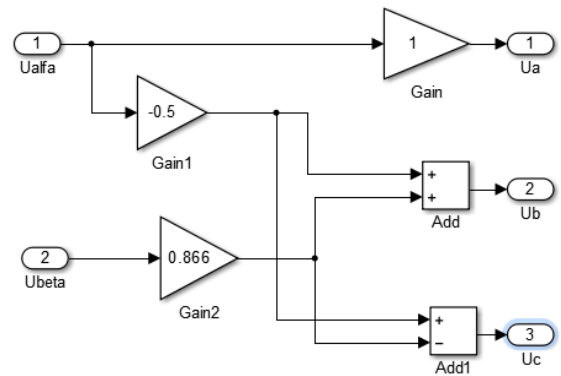 1
Ualfa
1
Gain
1
Ua
-0.5
Gain1
+
+
Add
2
Ub
2
Ubeta
0.866
Gain2
+
−
Add1
3
Uc